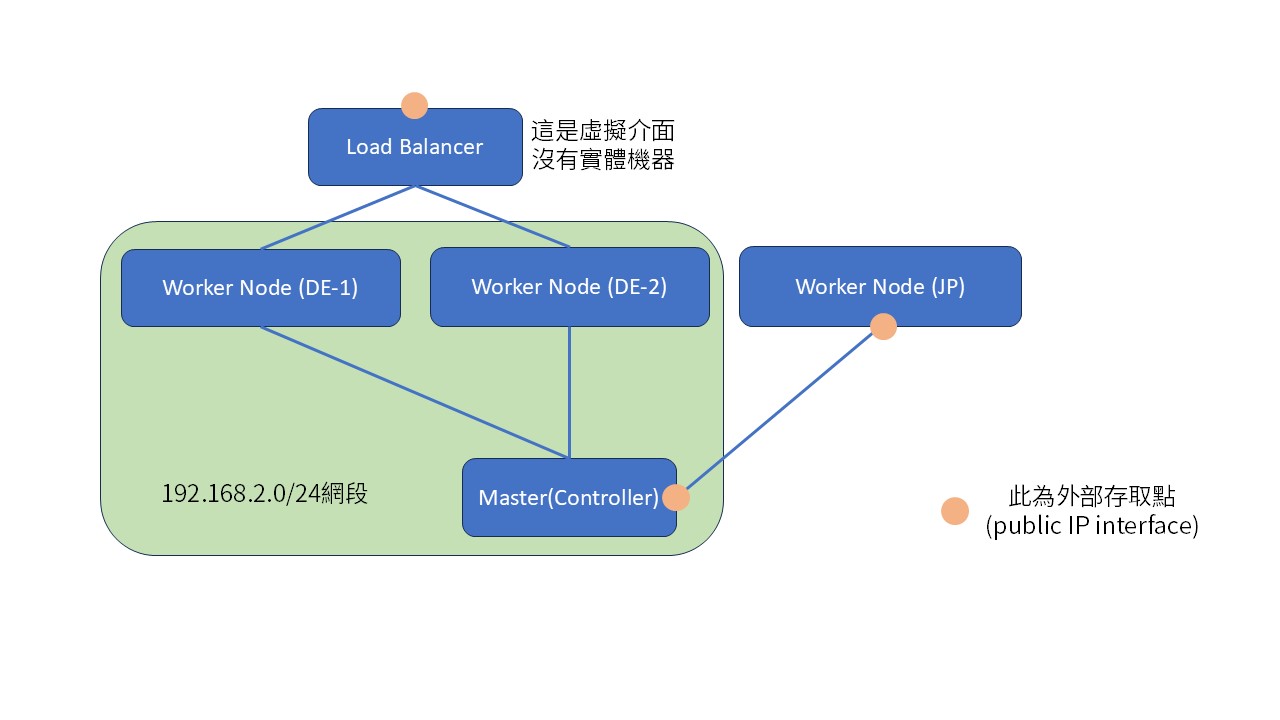 Load Balancer
這是虛擬介面
沒有實體機器
Worker Node (DE-1)
Worker Node (DE-2)
Worker Node (JP)
192.168.2.0/24網段
Master(Controller)
此為外部存取點
(public IP interface)